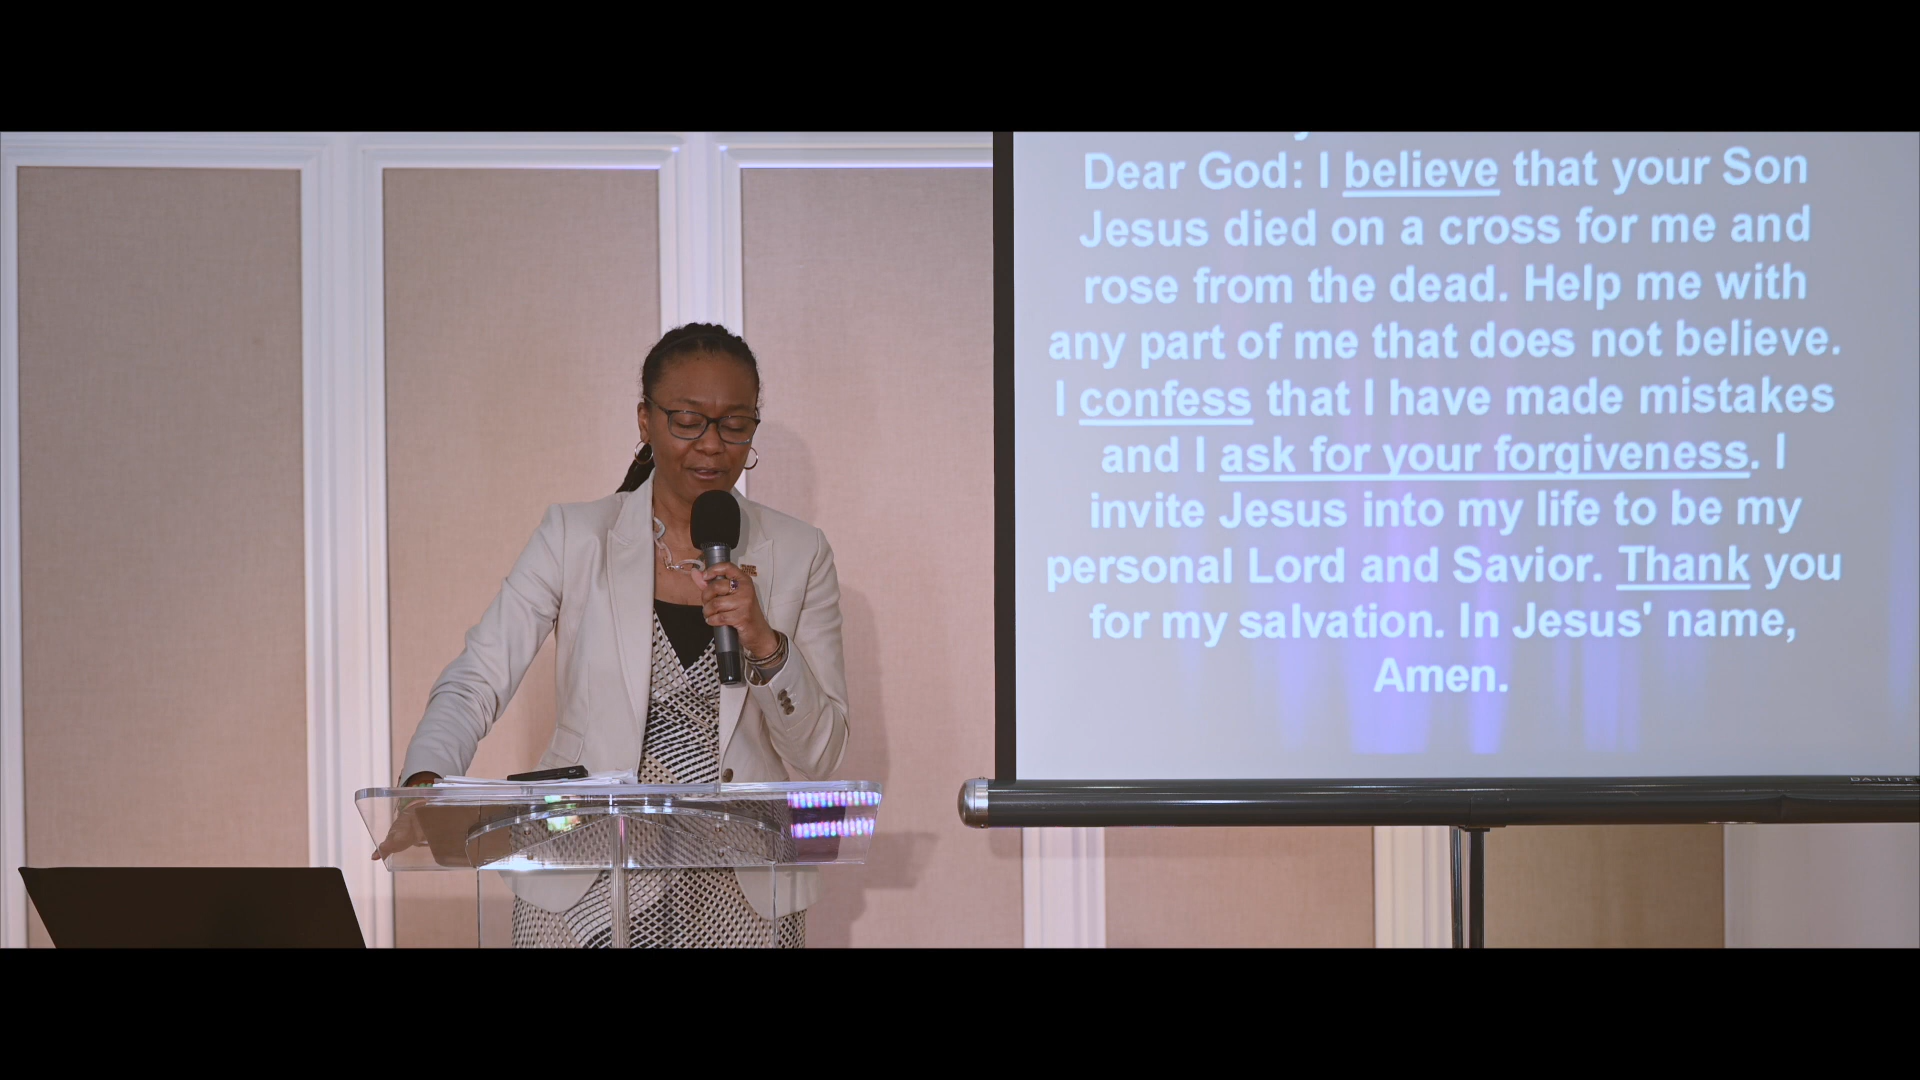 Dear God: I believe that your Son
Jesus died on a cross for me and
rose from the dead. Help me with
any part of me that does not believe.
I confess that I have made mistakes
and I ask for your forgiveness. I
invite Jesus into my life to be my
personal Lord and Savior. Thank you
for my salvation. In Jesus' name,
Amen.
DA-LITE